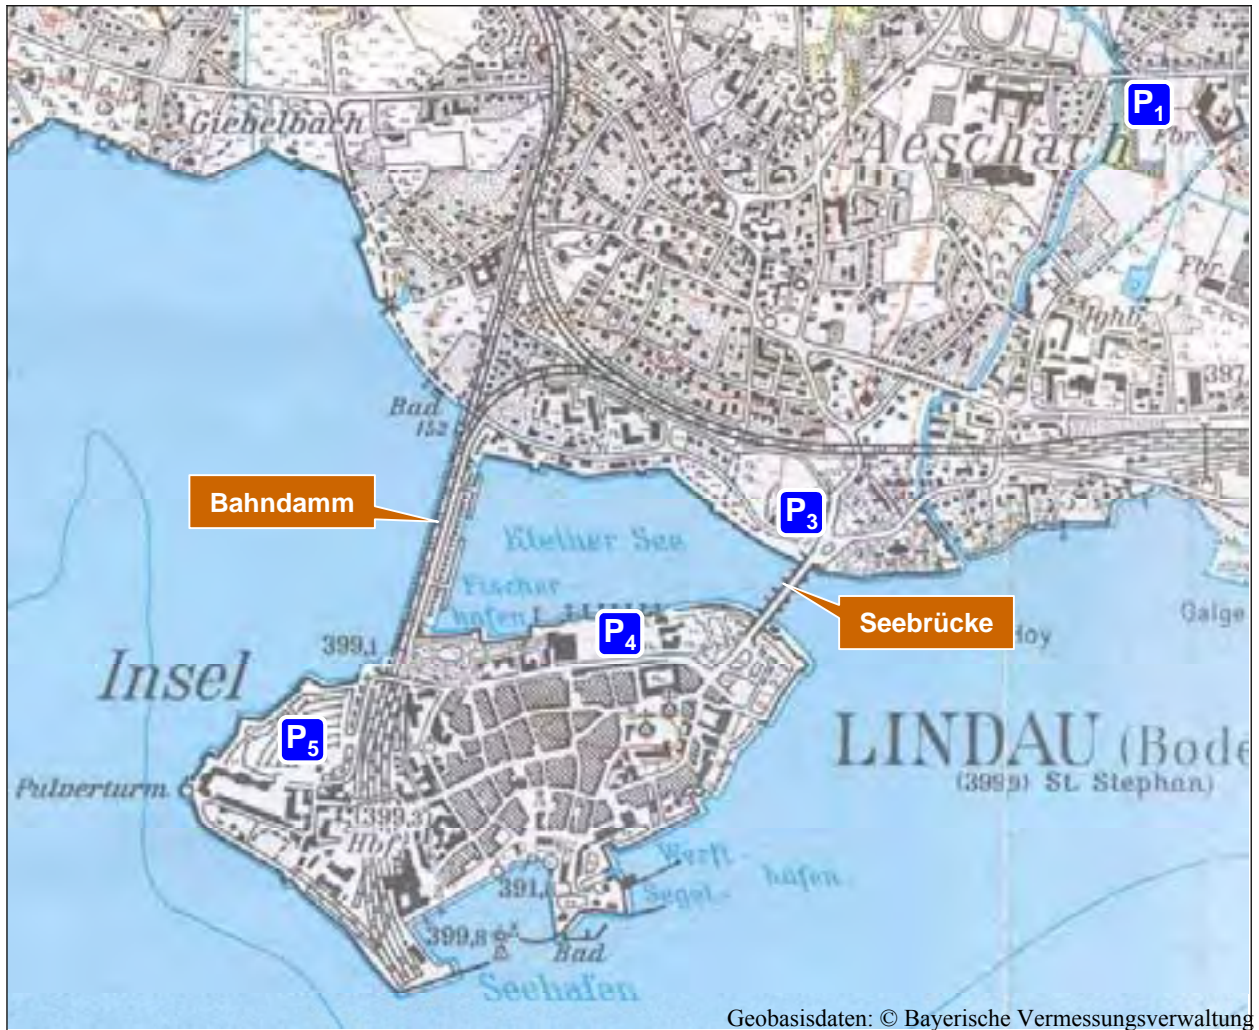 P1
Giebelbach
Aeschach
Fbr.
Fbr.
397,
Bad
152
Bahndamm
P3
Kleiner See
Fischer-
hafen
Seebrücke
P4
Hoy
Galge
399,1
Insel
LINDAU (Bode
(399,9) St. Stephan)
P5
Pulverturm
(399,3)
Hbf
Werft-
Segel- häfen
391,
399,8
Bad
Seehafen
Geobasisdaten: © Bayerische Vermessungsverwaltung